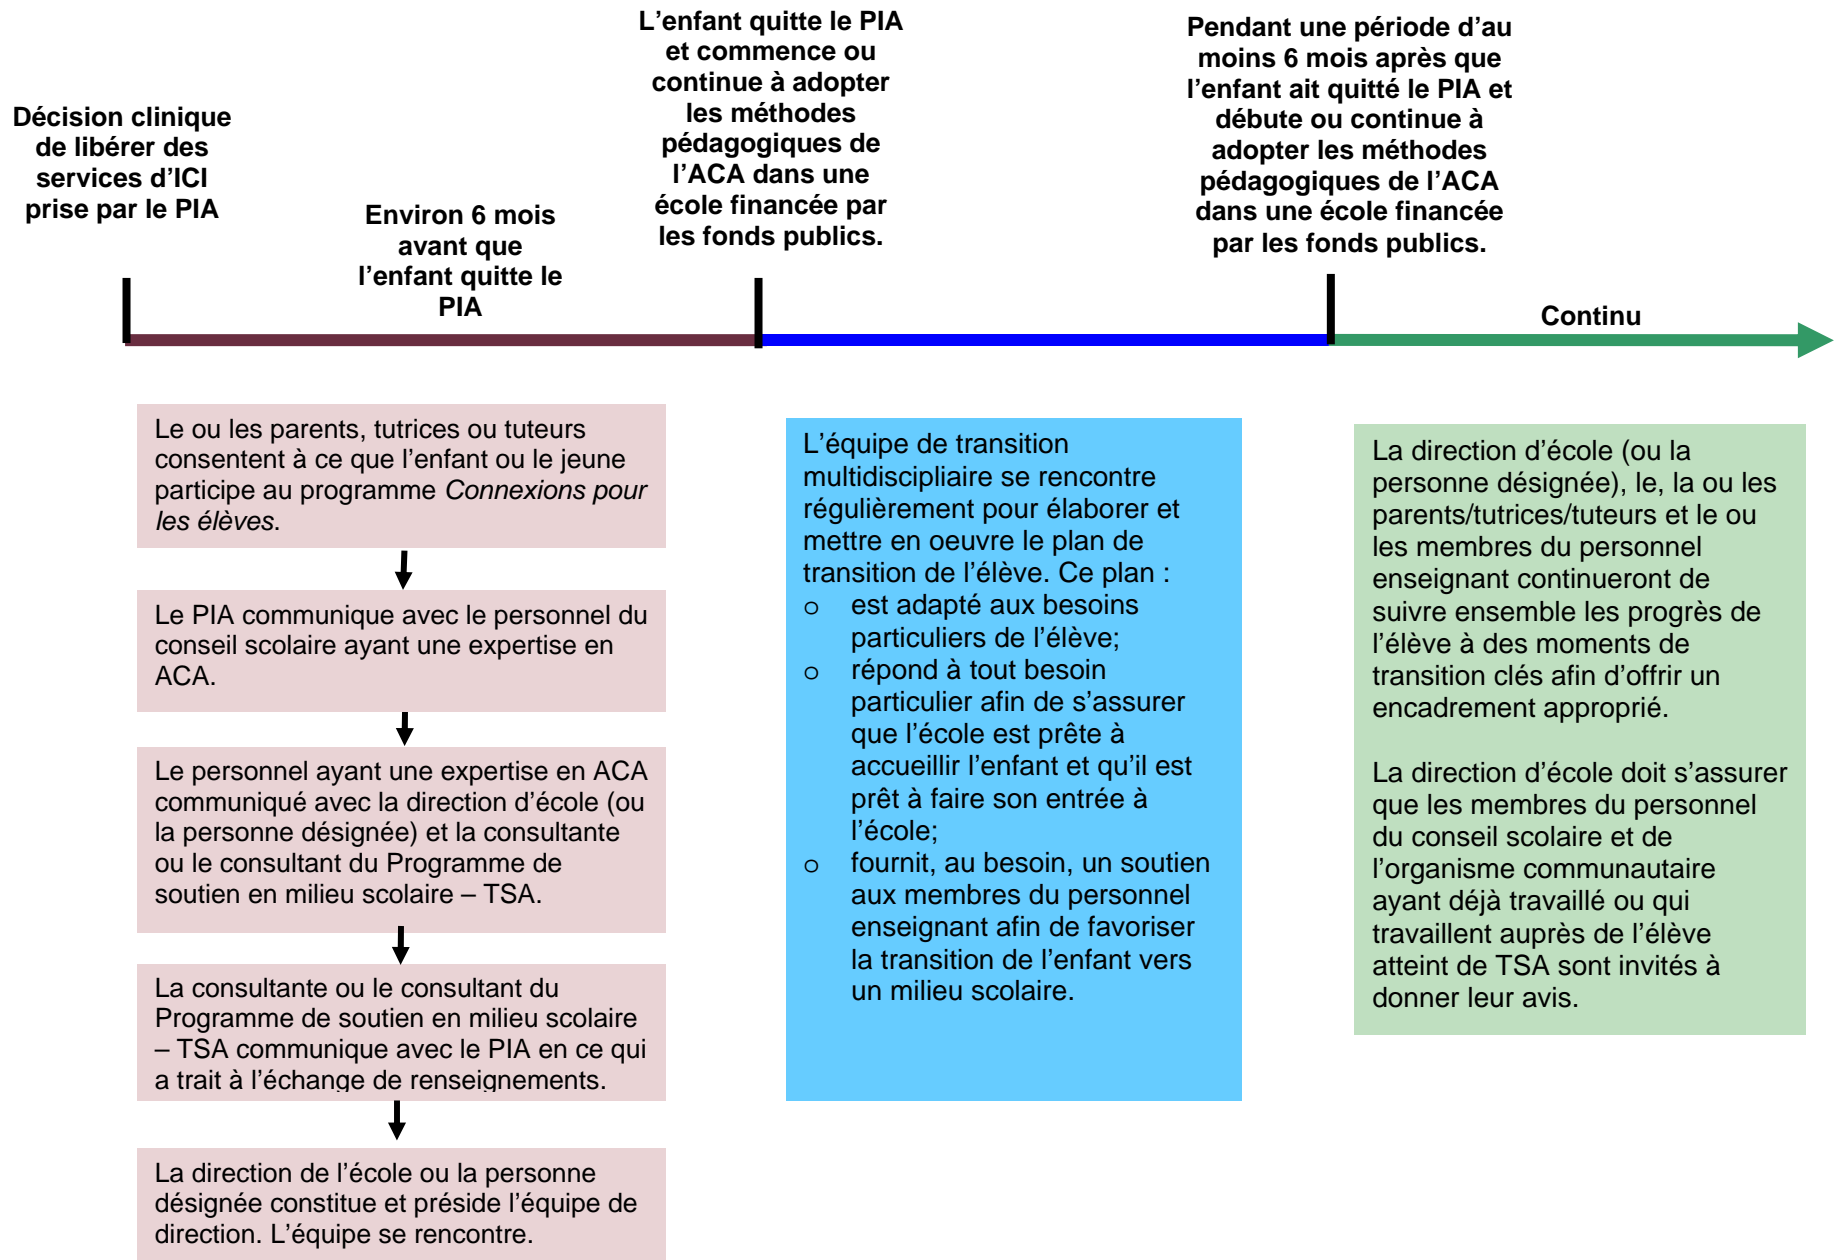 Décision clinique
de libérer des
services d’ICI
prise par le PIA
Environ 6 mois
avant que
l’enfant quitte le
PIA
L’enfant quitte le PIA
et commence ou
continue à adopter
les méthodes
pédagogiques de
l’ACA dans une
école financée par
les fonds publics.
Pendant une période d’au
moins 6 mois après que
l’enfant ait quitté le PIA et
débute ou continue à
adopter les méthodes
pédagogiques de l’ACA
dans une école financée
par les fonds publics.
Continu
Le ou les parents, tutrices ou tuteurs
consentent à ce que l’enfant ou le jeune
participe au programme Connexions pour
les élèves.
Le PIA communique avec le personnel du
conseil scolaire ayant une expertise en
ACA.
Le personnel ayant une expertise en ACA
communiqué avec la direction d’école (ou
la personne désignée) et la consultante
ou le consultant du Programme de
soutien en milieu scolaire – TSA.
La consultante ou le consultant du
Programme de soutien en milieu scolaire
– TSA communique avec le PIA en ce qui
a trait à l’échange de renseignements.
La direction de l’école ou la personne
désignée constitue et préside l’équipe de
direction. L’équipe se rencontre.
L’équipe de transition
multidiscipliaire se rencontre
régulièrement pour élaborer et
mettre en oeuvre le plan de
transition de l’élève. Ce plan :
o est adapté aux besoins
particuliers de l’élève;
o répond à tout besoin
particulier afin de s’assurer
que l’école est prête à
accueillir l’enfant et qu’il est
prêt à faire son entrée à
l’école;
o fournit, au besoin, un soutien
aux membres du personnel
enseignant afin de favoriser
la transition de l’enfant vers
un milieu scolaire.
La direction d’école (ou la
personne désignée), le, la ou les
parents/tutrices/tuteurs et le ou
les membres du personnel
enseignant continueront de
suivre ensemble les progrès de
l’élève à des moments de
transition clés afin d’offrir un
encadrement approprié.
La direction d’école doit s’assurer
que les membres du personnel
du conseil scolaire et de
l’organisme communautaire
ayant déjà travaillé ou qui
travaillent auprès de l’élève
atteint de TSA sont invités à
donner leur avis.